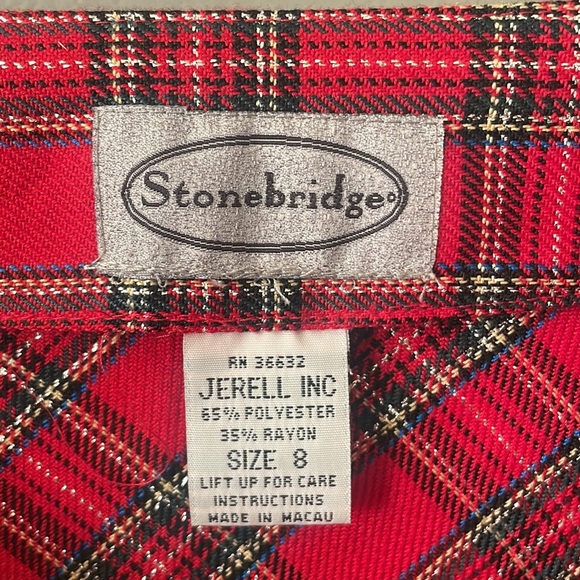 Stonebridge
RN 36632
JERELL INC
65% POLYESTER
35% RAYON
SIZE 8
LIFT UP FOR CARE
INSTRUCTIONS
MADE IN MACAU